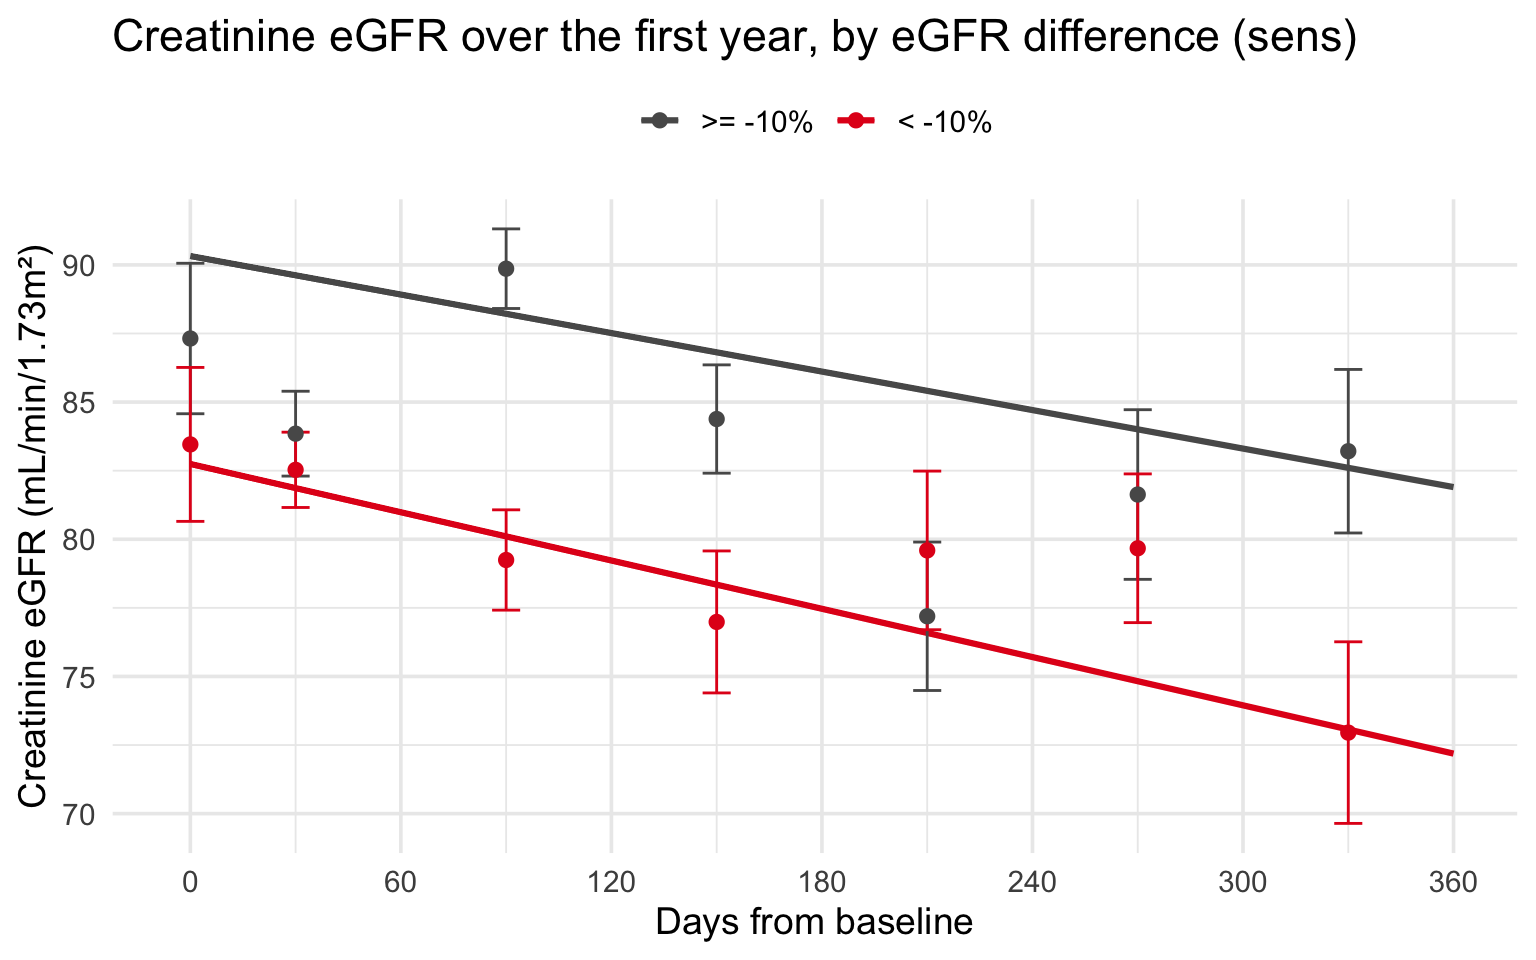 Creatinine eGFR over the first year, by eGFR difference (sens)
>= -10% < -10%
Creatinine eGFR (mL/min/1.73m²)
90
85
80
75
70
0 60 120 180 240 300 360
Days from baseline